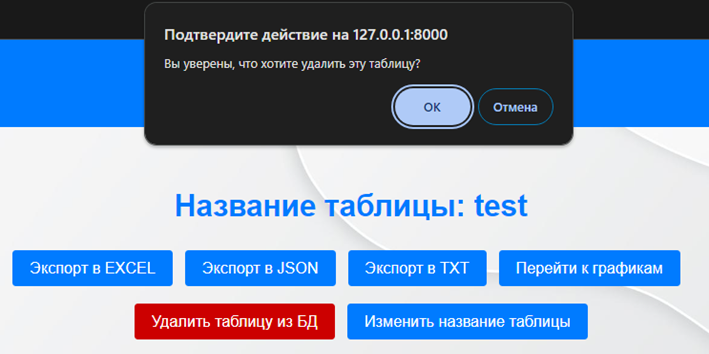 Подтвердите действие на 127.0.0.1:8000
Вы уверены, что хотите удалить эту таблицу?
ОК Отмена
Название таблицы: test
Экспорт в EXCEL Экспорт в JSON Экспорт в TXT Перейти к графикам
Удалить таблицу из БД Изменить название таблицы